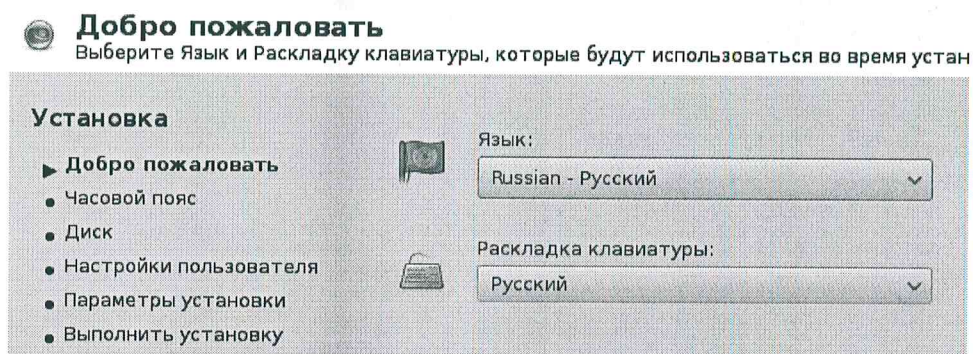 Добро пожаловать
Выберите Язык и Раскладку клавиатуры, которые будут использоваться во время устан
Установка
Добро пожаловать
Часовой пояс
Диск
Настройки пользователя
Параметры установки
Выполнить установку
Язык:
Russian - Русский
Раскладка клавиатуры:
Русский